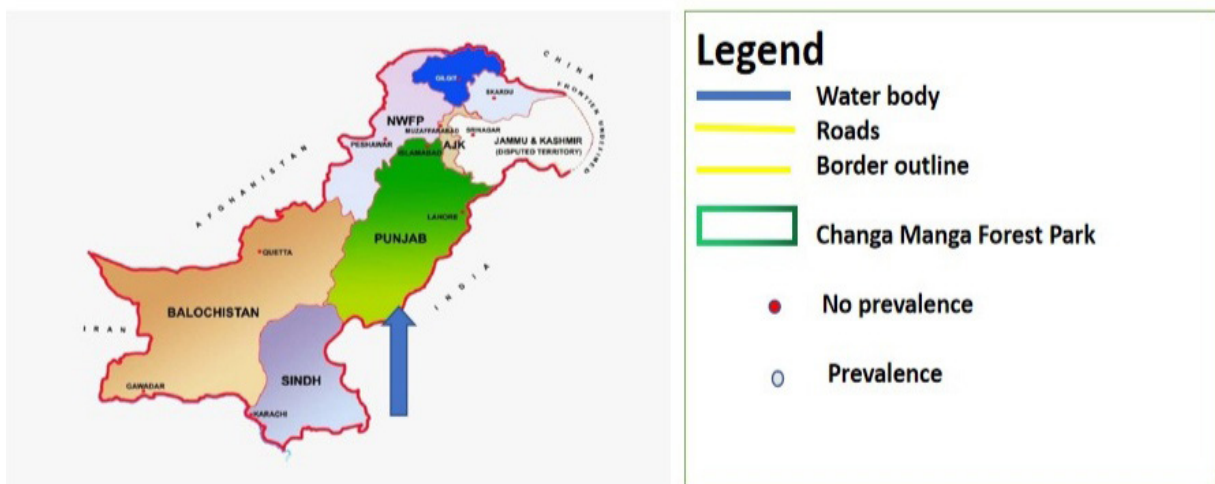 CHINA
FRONTIER UNDEFINED
GILGIT
SKARDU
NWFP
MUZAFFARABAD
SRINAGAR
PESHAWAR
ISLAMABAD
AJK
JAMMU & KASHMIR
(DISPUTED TERRITORY)
AFGHANISTAN
LAHORE
PUNJAB
QUETTA
INDIA
BALOCHISTAN
IRAN
SINDH
GAWADAR
KARACHI
?
Legend
Water body
Roads
Border outline
Changa Manga Forest Park
No prevalence
Prevalence